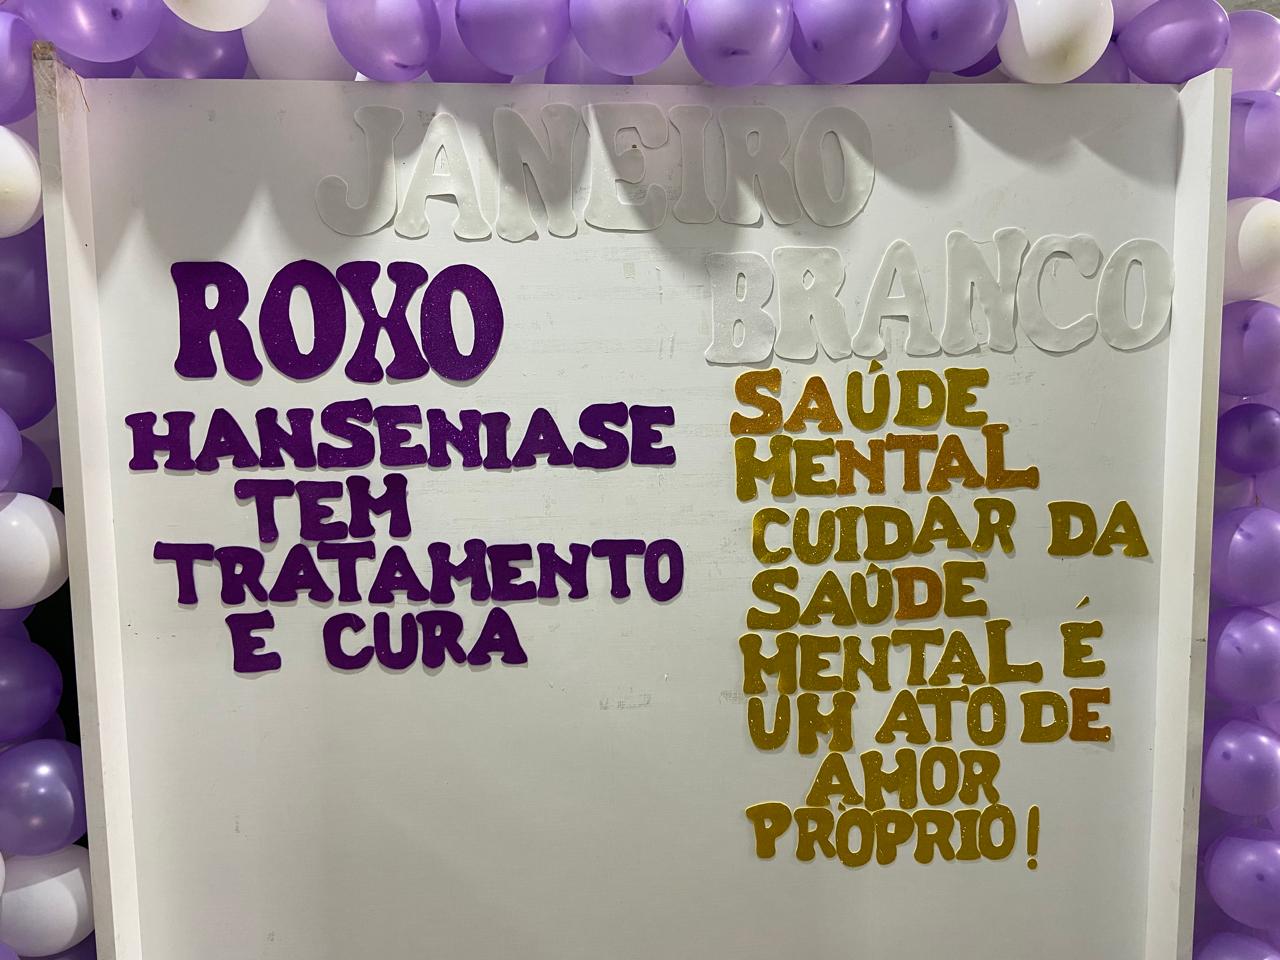 JANEIRO
ROXO
HANSENIASE
TEM
TRATAMENTO
E CURA
BRANCO
SAÚDE
MENTAL
CUIDAR DA
SAÚDE
MENTAL É
UM ATO DE
AMOR
PRÓPRIO!